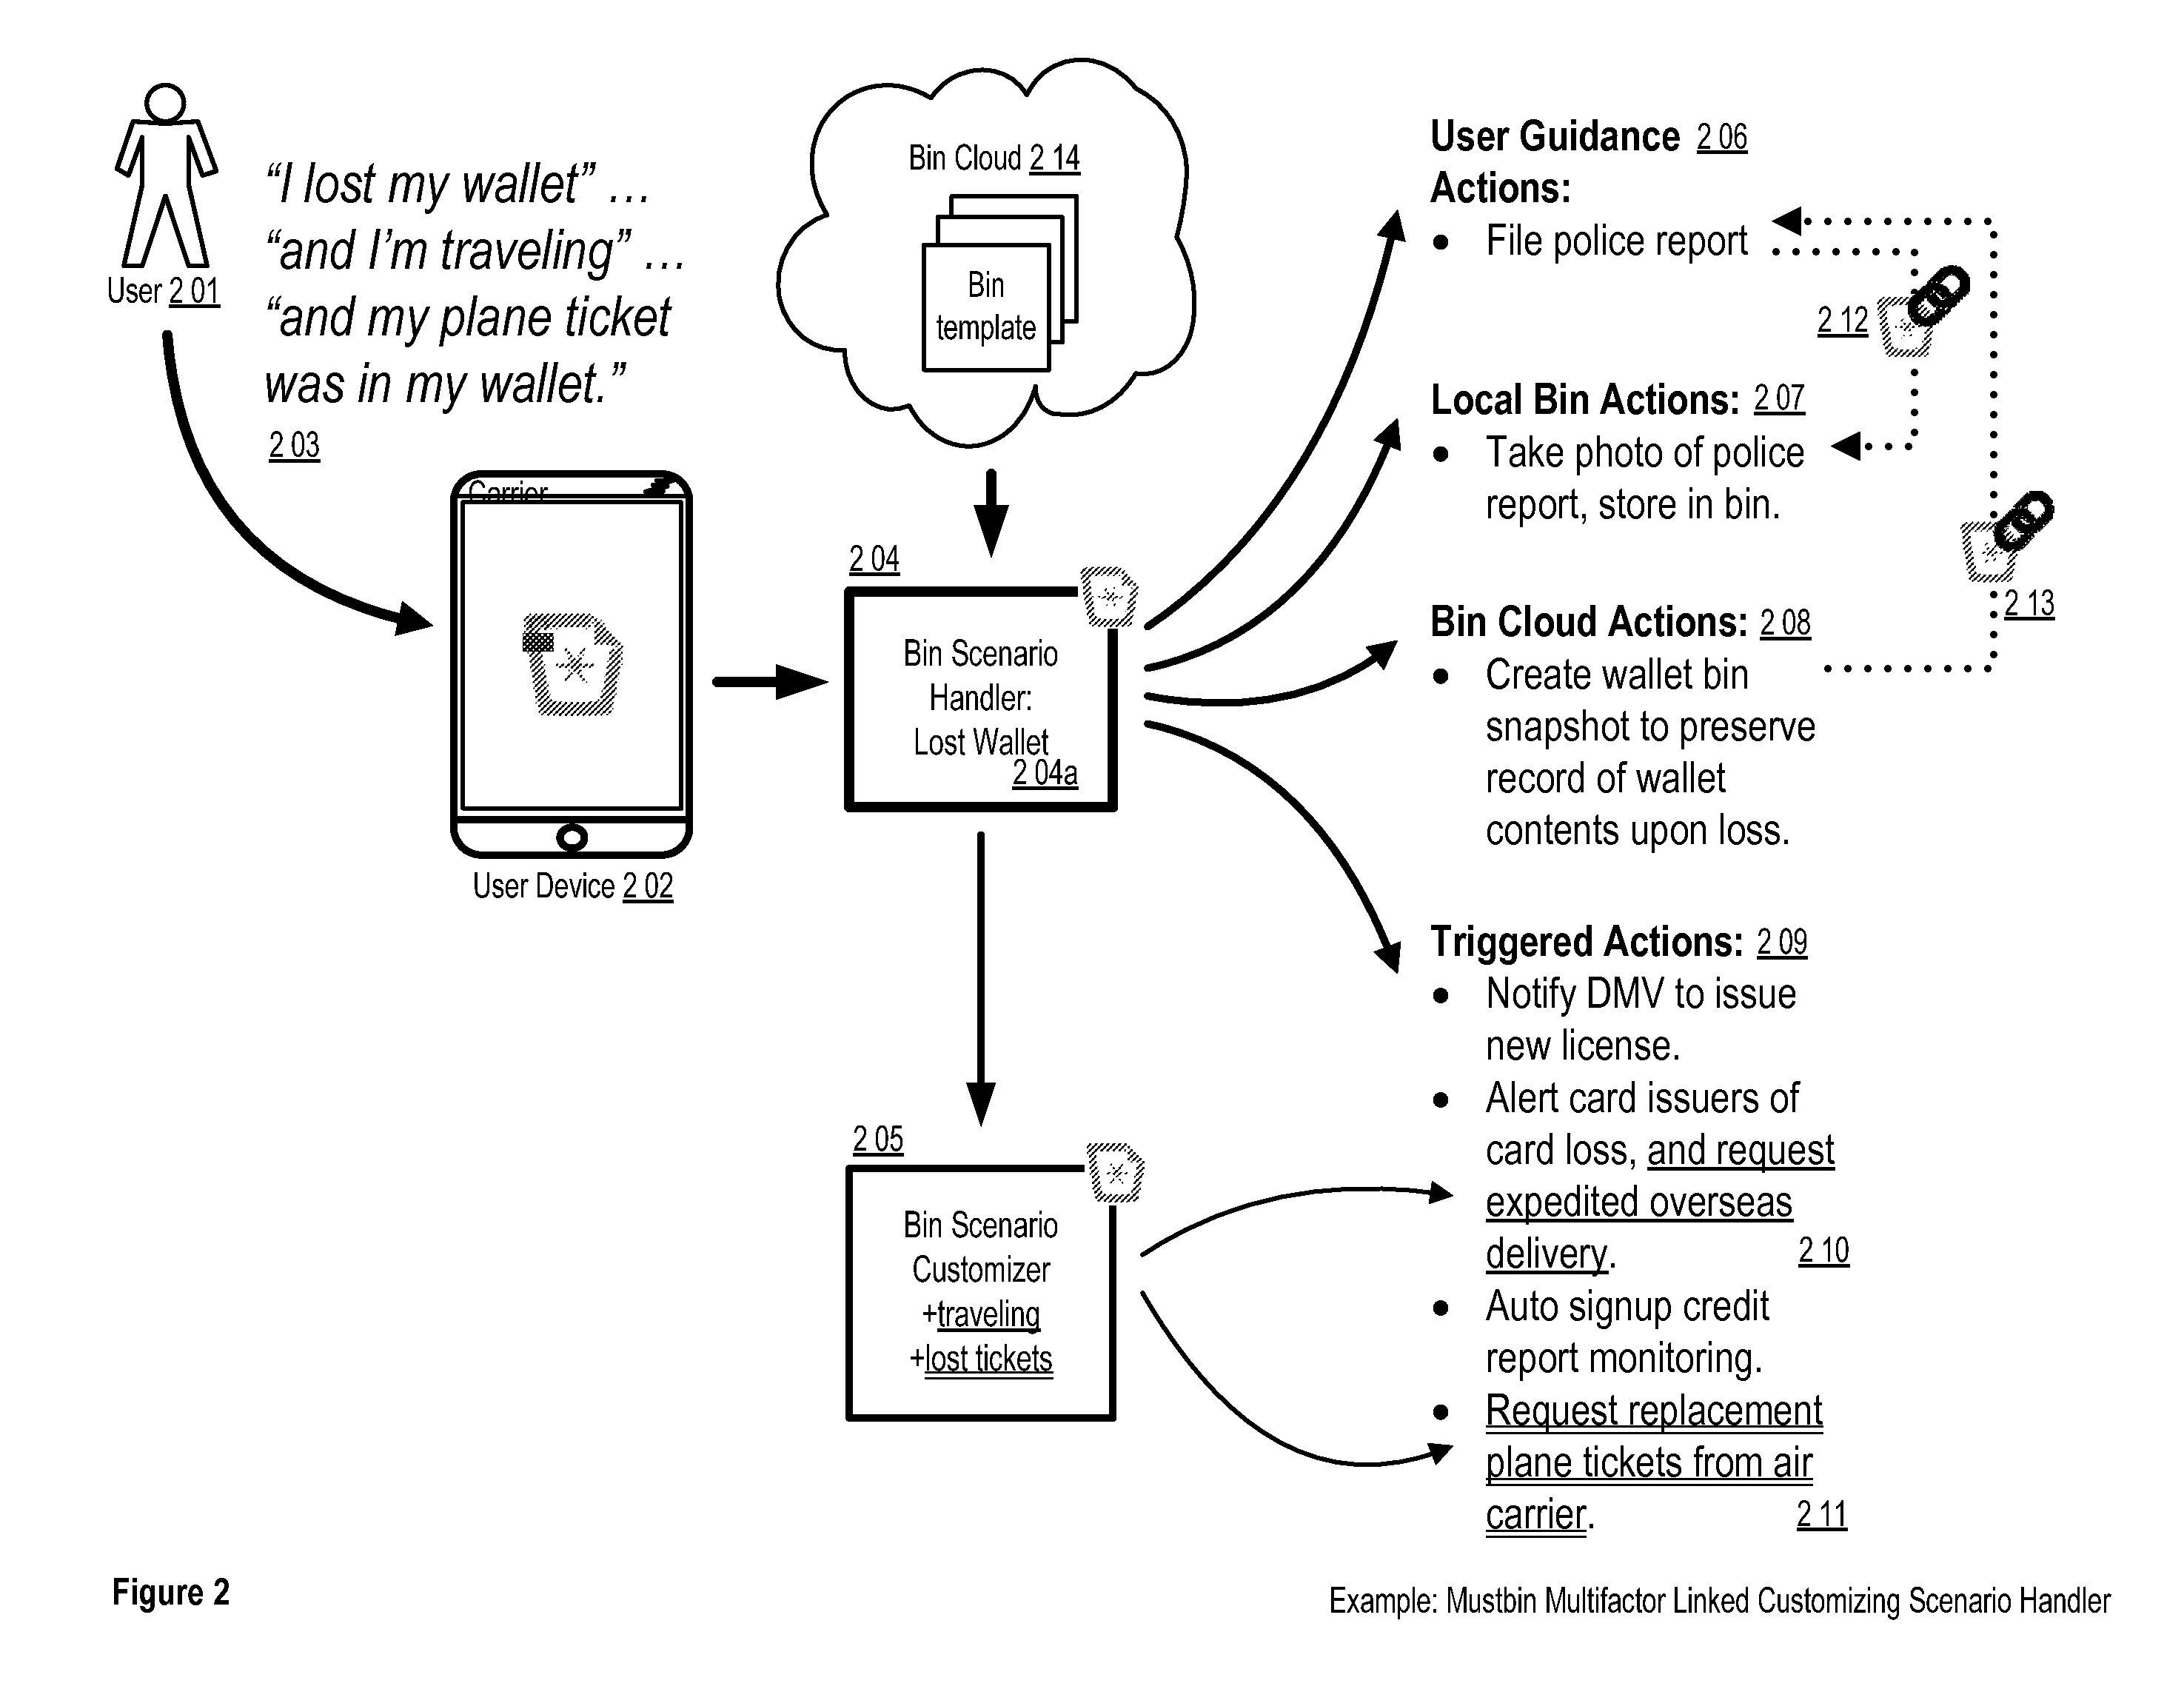 User 2 01
“I lost my wallet” …
“and I’m traveling” …
“and my plane ticket
was in my wallet.”
2 03
Carrier
User Device 2 02
Bin Cloud 2 14
Bin
template
2 04
Bin Scenario
Handler:
Lost Wallet
2 04a
2 05
Bin Scenario
Customizer
+traveling
+lost tickets
User Guidance 2 06
Actions:
• File police report
2 12
Local Bin Actions: 2 07
• Take photo of police
report, store in bin.
2 13
Bin Cloud Actions: 2 08
• Create wallet bin
snapshot to preserve
record of wallet
contents upon loss.
Triggered Actions: 2 09
• Notify DMV to issue
new license.
• Alert card issuers of
card loss, and request
expedited overseas
delivery. 2 10
• Auto signup credit
report monitoring.
• Request replacement
plane tickets from air
carrier. 2 11
Figure 2
Example: Mustbin Multifactor Linked Customizing Scenario Handler